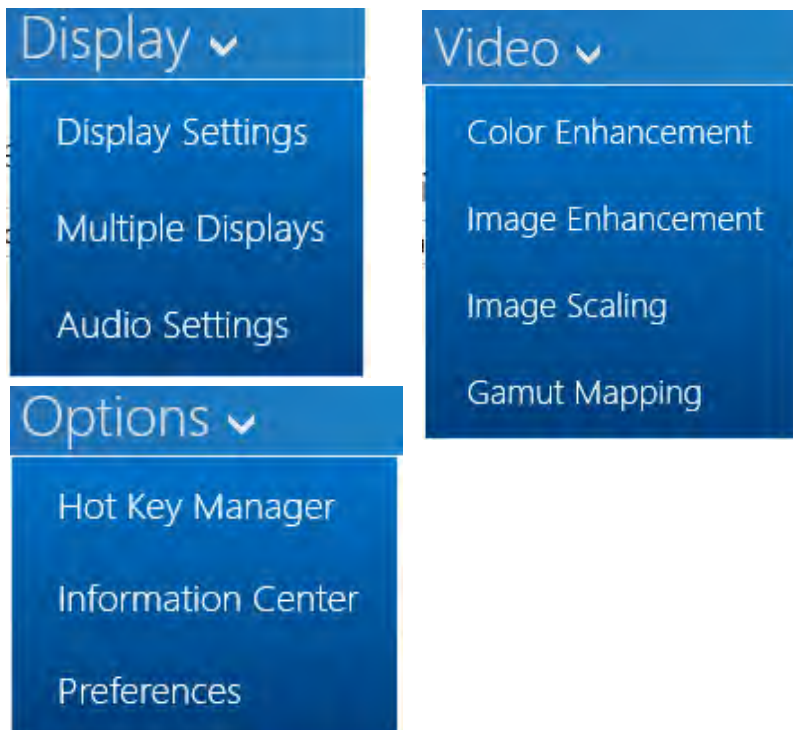 Display
Display Settings
Multiple Displays
Audio Settings
Video
Color Enhancement
Image Enhancement
Image Scaling
Gamut Mapping
Options
Hot Key Manager
Information Center
Preferences